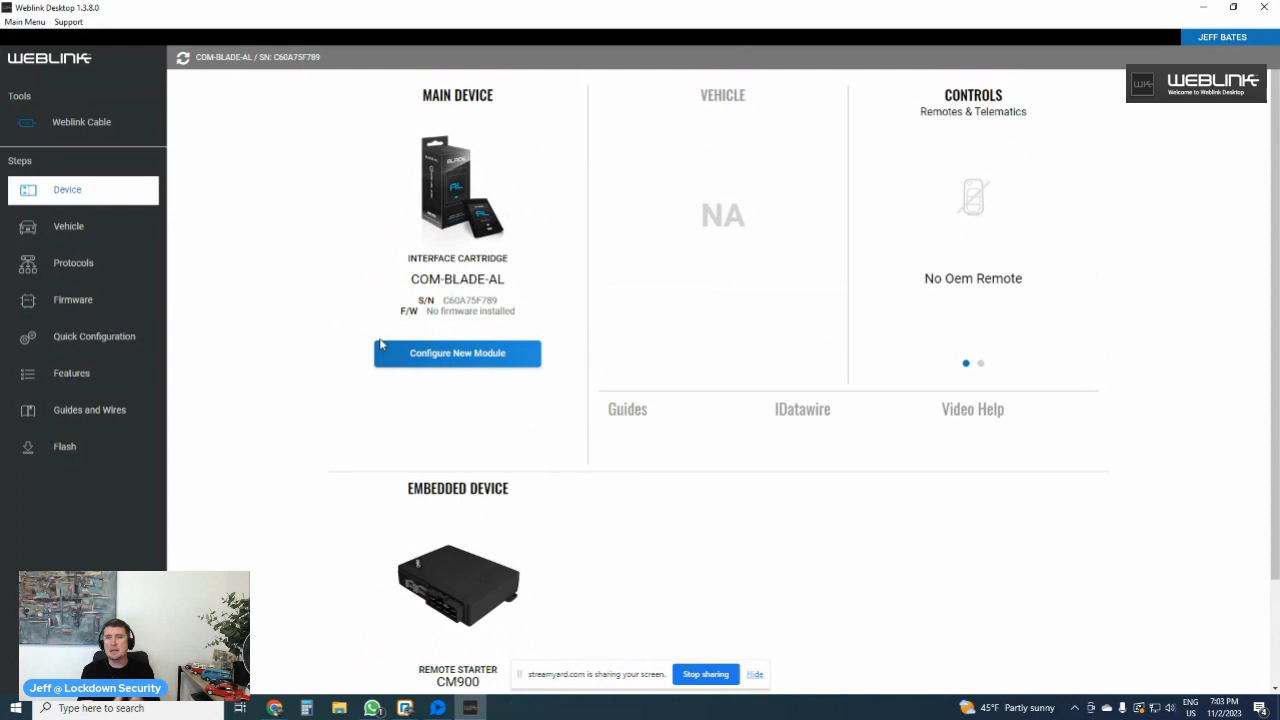 Weblink Desktop 1.3.8.0
Main Menu Support
JEFF BATES
WEBLINK
COM-BLADE-AL / SN: C60A75F789
WEBLINK
Welcome to Weblink Desktop
Tools
Weblink Cable
Steps
Device
Vehicle
Protocols
Firmware
Quick Configuration
Features
Guides and Wires
Flash
MAIN DEVICE
BLADE
AL
AL
INTERFACE CARTRIDGE
COM-BLADE-AL
S/N C60A75F789
F/W No firmware installed
Configure New Module
VEHICLE
NA
CONTROLS
Remotes & Telematics
No Oem Remote
Guides
IDatawire
Video Help
EMBEDDED DEVICE
REMOTE STARTER
CM900
streamyard.com is sharing your screen.
Stop sharing
Hide
Jeff @ Lockdown Security
Type here to search
45°F Partly sunny
ENG
US
7:03 PM
11/2/2023
4